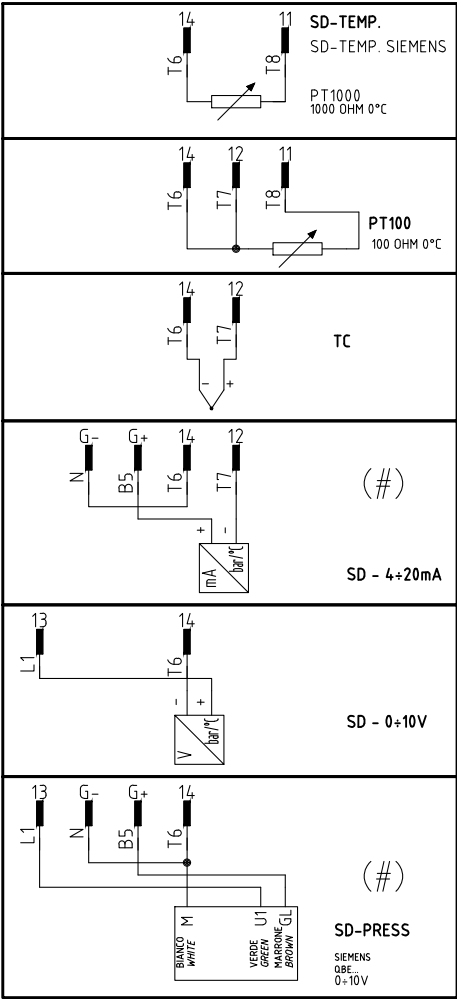 14 11 SD-TEMP.
SD-TEMP. SIEMENS
T6 T8
PT1000
1000 OHM 0°C
14 12 11
T6 T7 T8
PT100
100 OHM 0°C
14 12
T6 T7
TC
- +
G- G+ 14 12
N B5 T6 T7
(#)
+ -
mA bar/°C
SD - 4÷20mA
13 14
L1 T6
- +
V bar/°C
SD - 0÷10V
13 G- G+ 14
L1 N B5 T6
(#)
M U1 GL
BIANCO VERDE MARRONE
WHITE GREEN BROWN
SD-PRESS
SIEMENS
QBE...
0÷10V